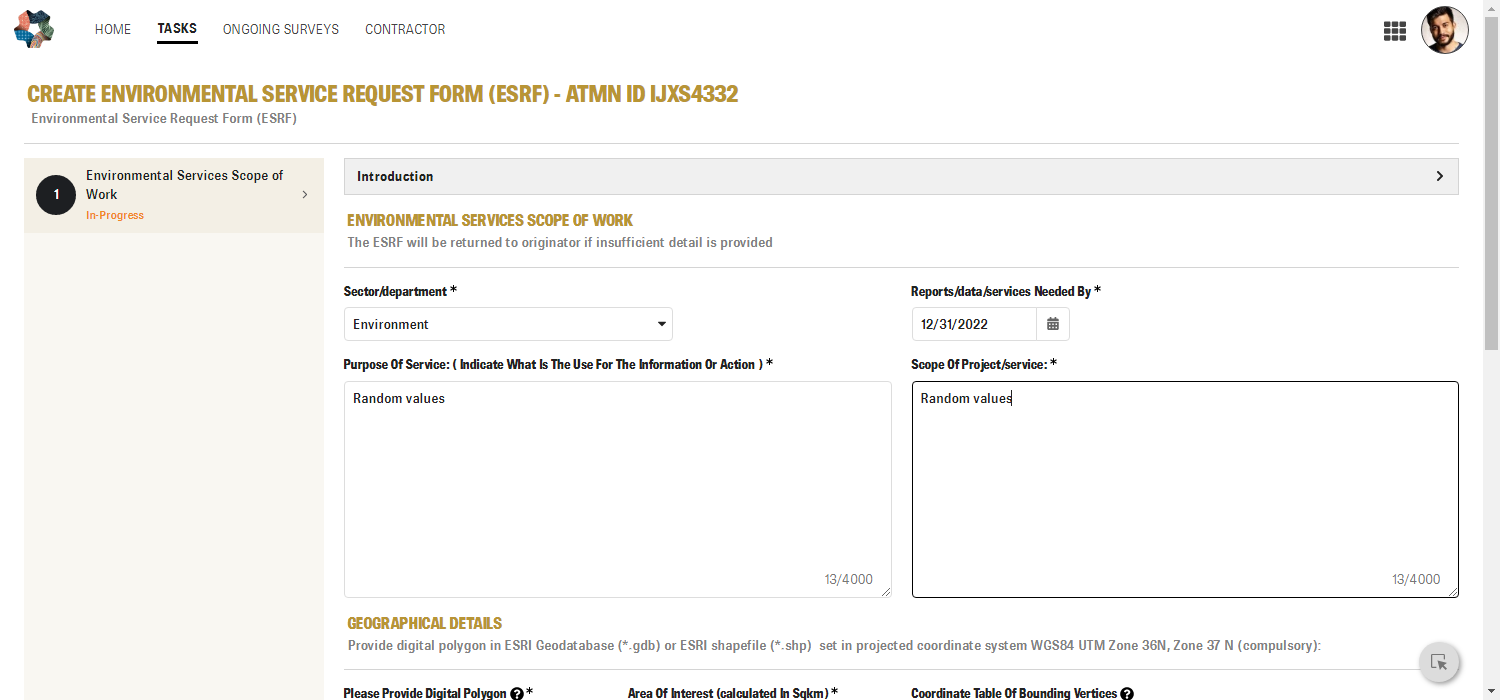 HOME TASKS ONGOING SURVEYS CONTRACTOR
CREATE ENVIRONMENTAL SERVICE REQUEST FORM (ESRF) - ATMN ID IJXS4332
Environmental Service Request Form (ESRF)
1
Environmental Services Scope of
Work
In-Progress
Introduction
ENVIRONMENTAL SERVICES SCOPE OF WORK
The ESRF will be returned to originator if insufficient detail is provided
Sector/department *
Environment
Reports/data/services Needed By *
12/31/2022
Purpose Of Service: ( Indicate What Is The Use For The Information Or Action ) *
Random values
13/4000
Scope Of Project/service: *
Random values
13/4000
GEOGRAPHICAL DETAILS
Provide digital polygon in ESRI Geodatabase (*.gdb) or ESRI shapefile (*.shp) set in projected coordinate system WGS84 UTM Zone 36N, Zone 37 N (compulsory):
Please Provide Digital Polygon ? *
Area Of Interest (calculated In Sqkm) *
Coordinate Table Of Bounding Vertices ?